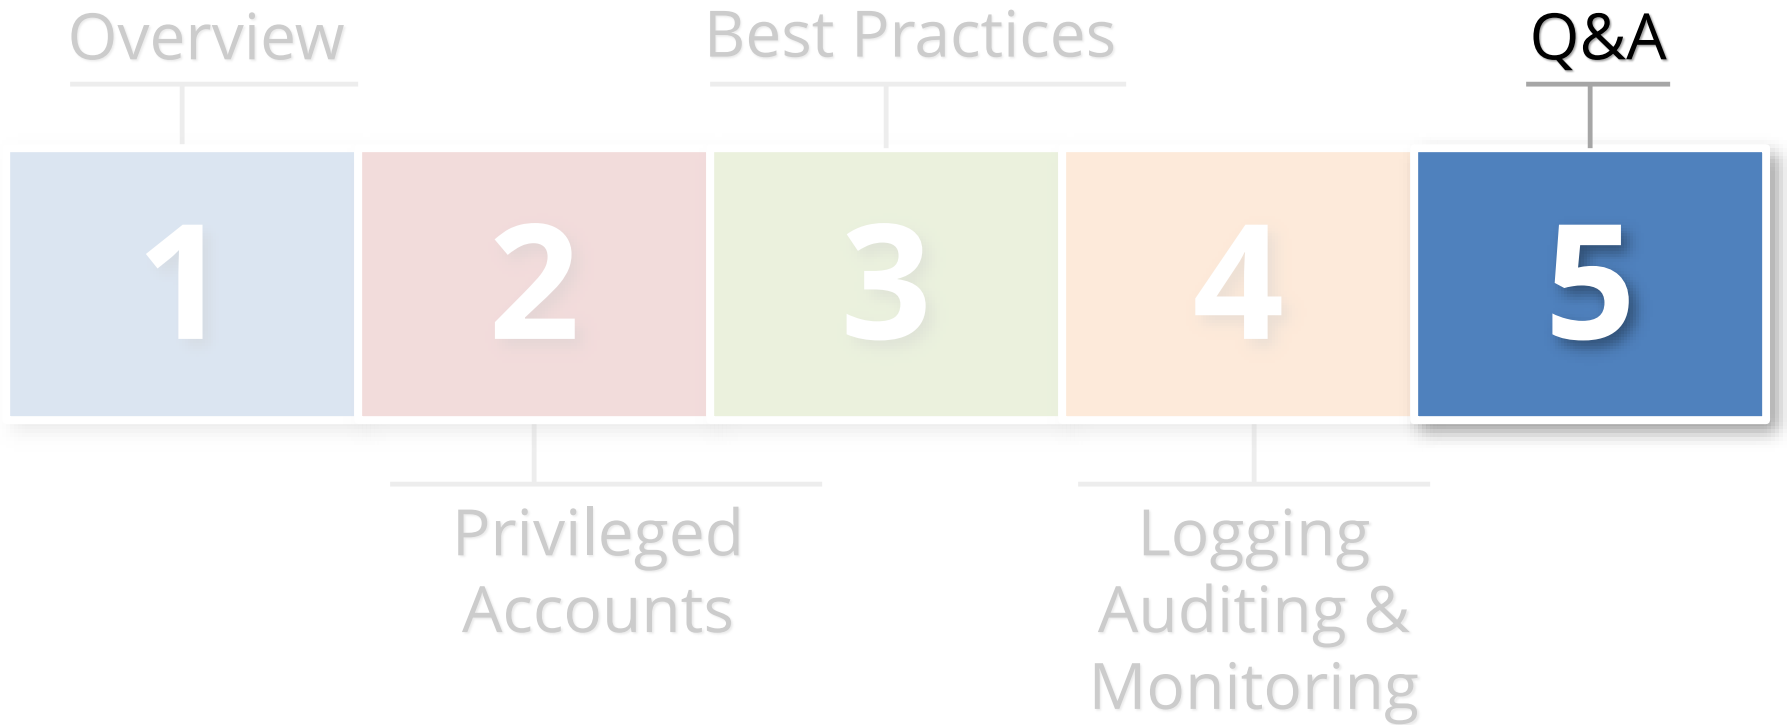 Overview
Best Practices
Q&A
1
2
3
4
5
Privileged
Accounts
Logging
Auditing &
Monitoring